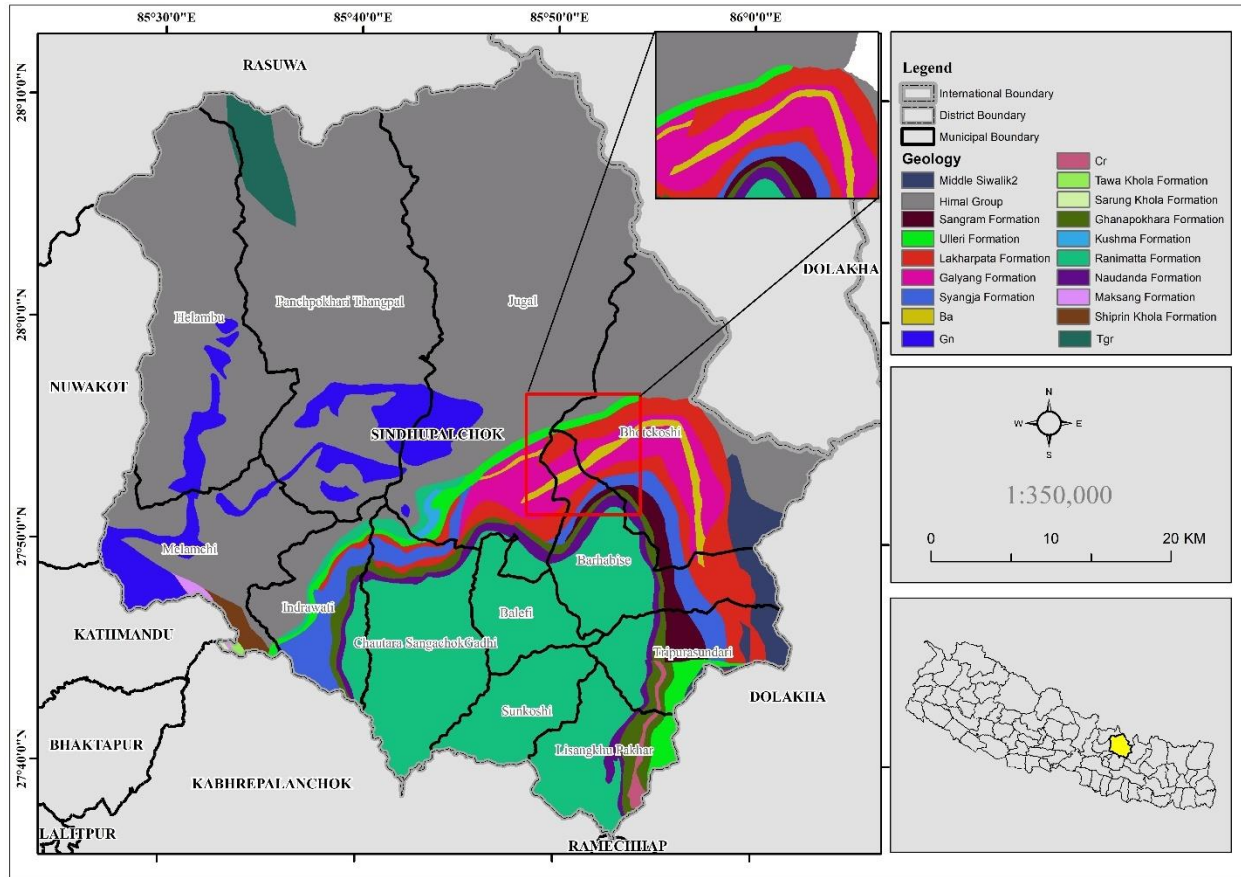 85°30'0"E
85°40'0"E
85°50'0"E
86°0'0"E
28°10'0"N
28°0'0"N
27°50'0"N
27°40'0"N
RASUWA
DOLAKHA
Panchpokhari Thangpal
Jugal
Helambu
NUWAKOT
SINDHUPALCHOK
Bhotekoshi
Melamchi
Barhabise
Indrawati
Balefi
KATHMANDU
Chautara SangachokGadhi
Tripurasundari
DOLAKHA
Sunkoshi
BHAKTAPUR
Lisangkhu Pakhar
KABHREPALANCHOK
LALITPUR
RAMECHHAP
Legend
International Boundary
District Boundary
Municipal Boundary
Geology
Middle Siwalik2
Himal Group
Sangram Formation
Ulleri Formation
Lakharpata Formation
Galyang Formation
Syangja Formation
Ba
Gn
Cr
Tawa Khola Formation
Sarung Khola Formation
Ghanapokhara Formation
Kushma Formation
Ranimatta Formation
Naudanda Formation
Maksang Formation
Shiprin Khola Formation
Tgr
N
W E
S
1:350,000
0 10 20 KM